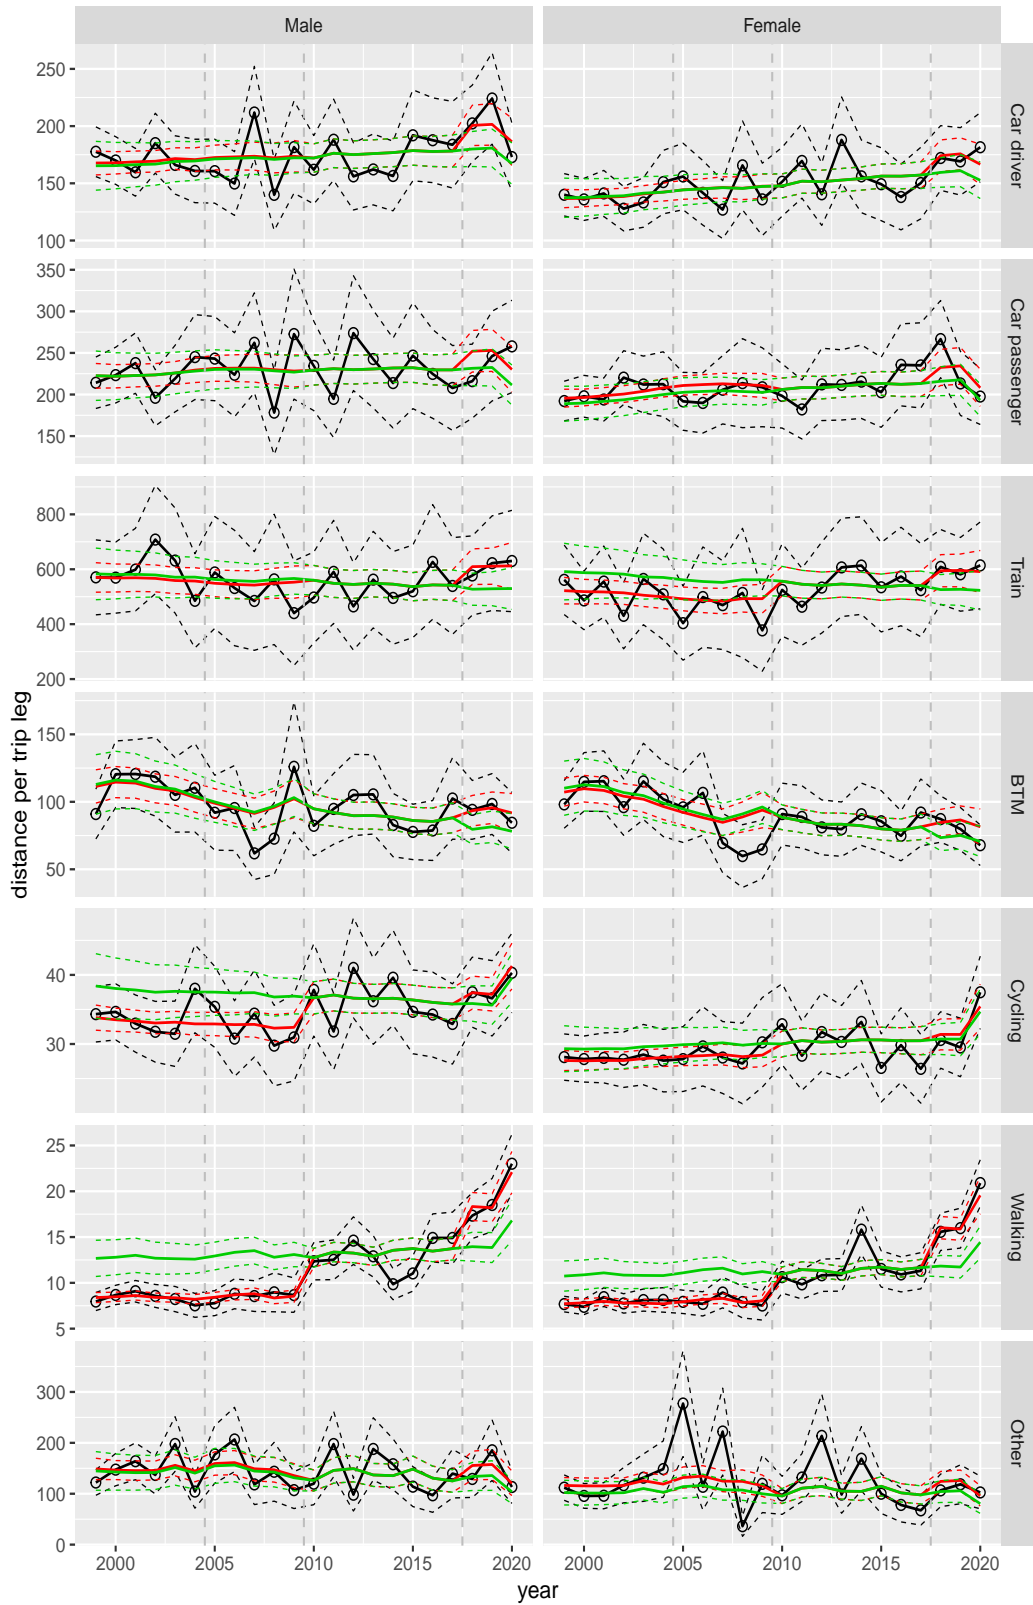 Male Female
250
200
150
100
Car driver
350
300
250
200
150
Car passenger
800
600
400
200
Train
150
100
50
BTM
40
30
Cycling
25
20
15
10
5
Walking
300
200
100
0
Other
2000 2005 2010 2015 2020 2000 2005 2010 2015 2020
year
distance per trip leg